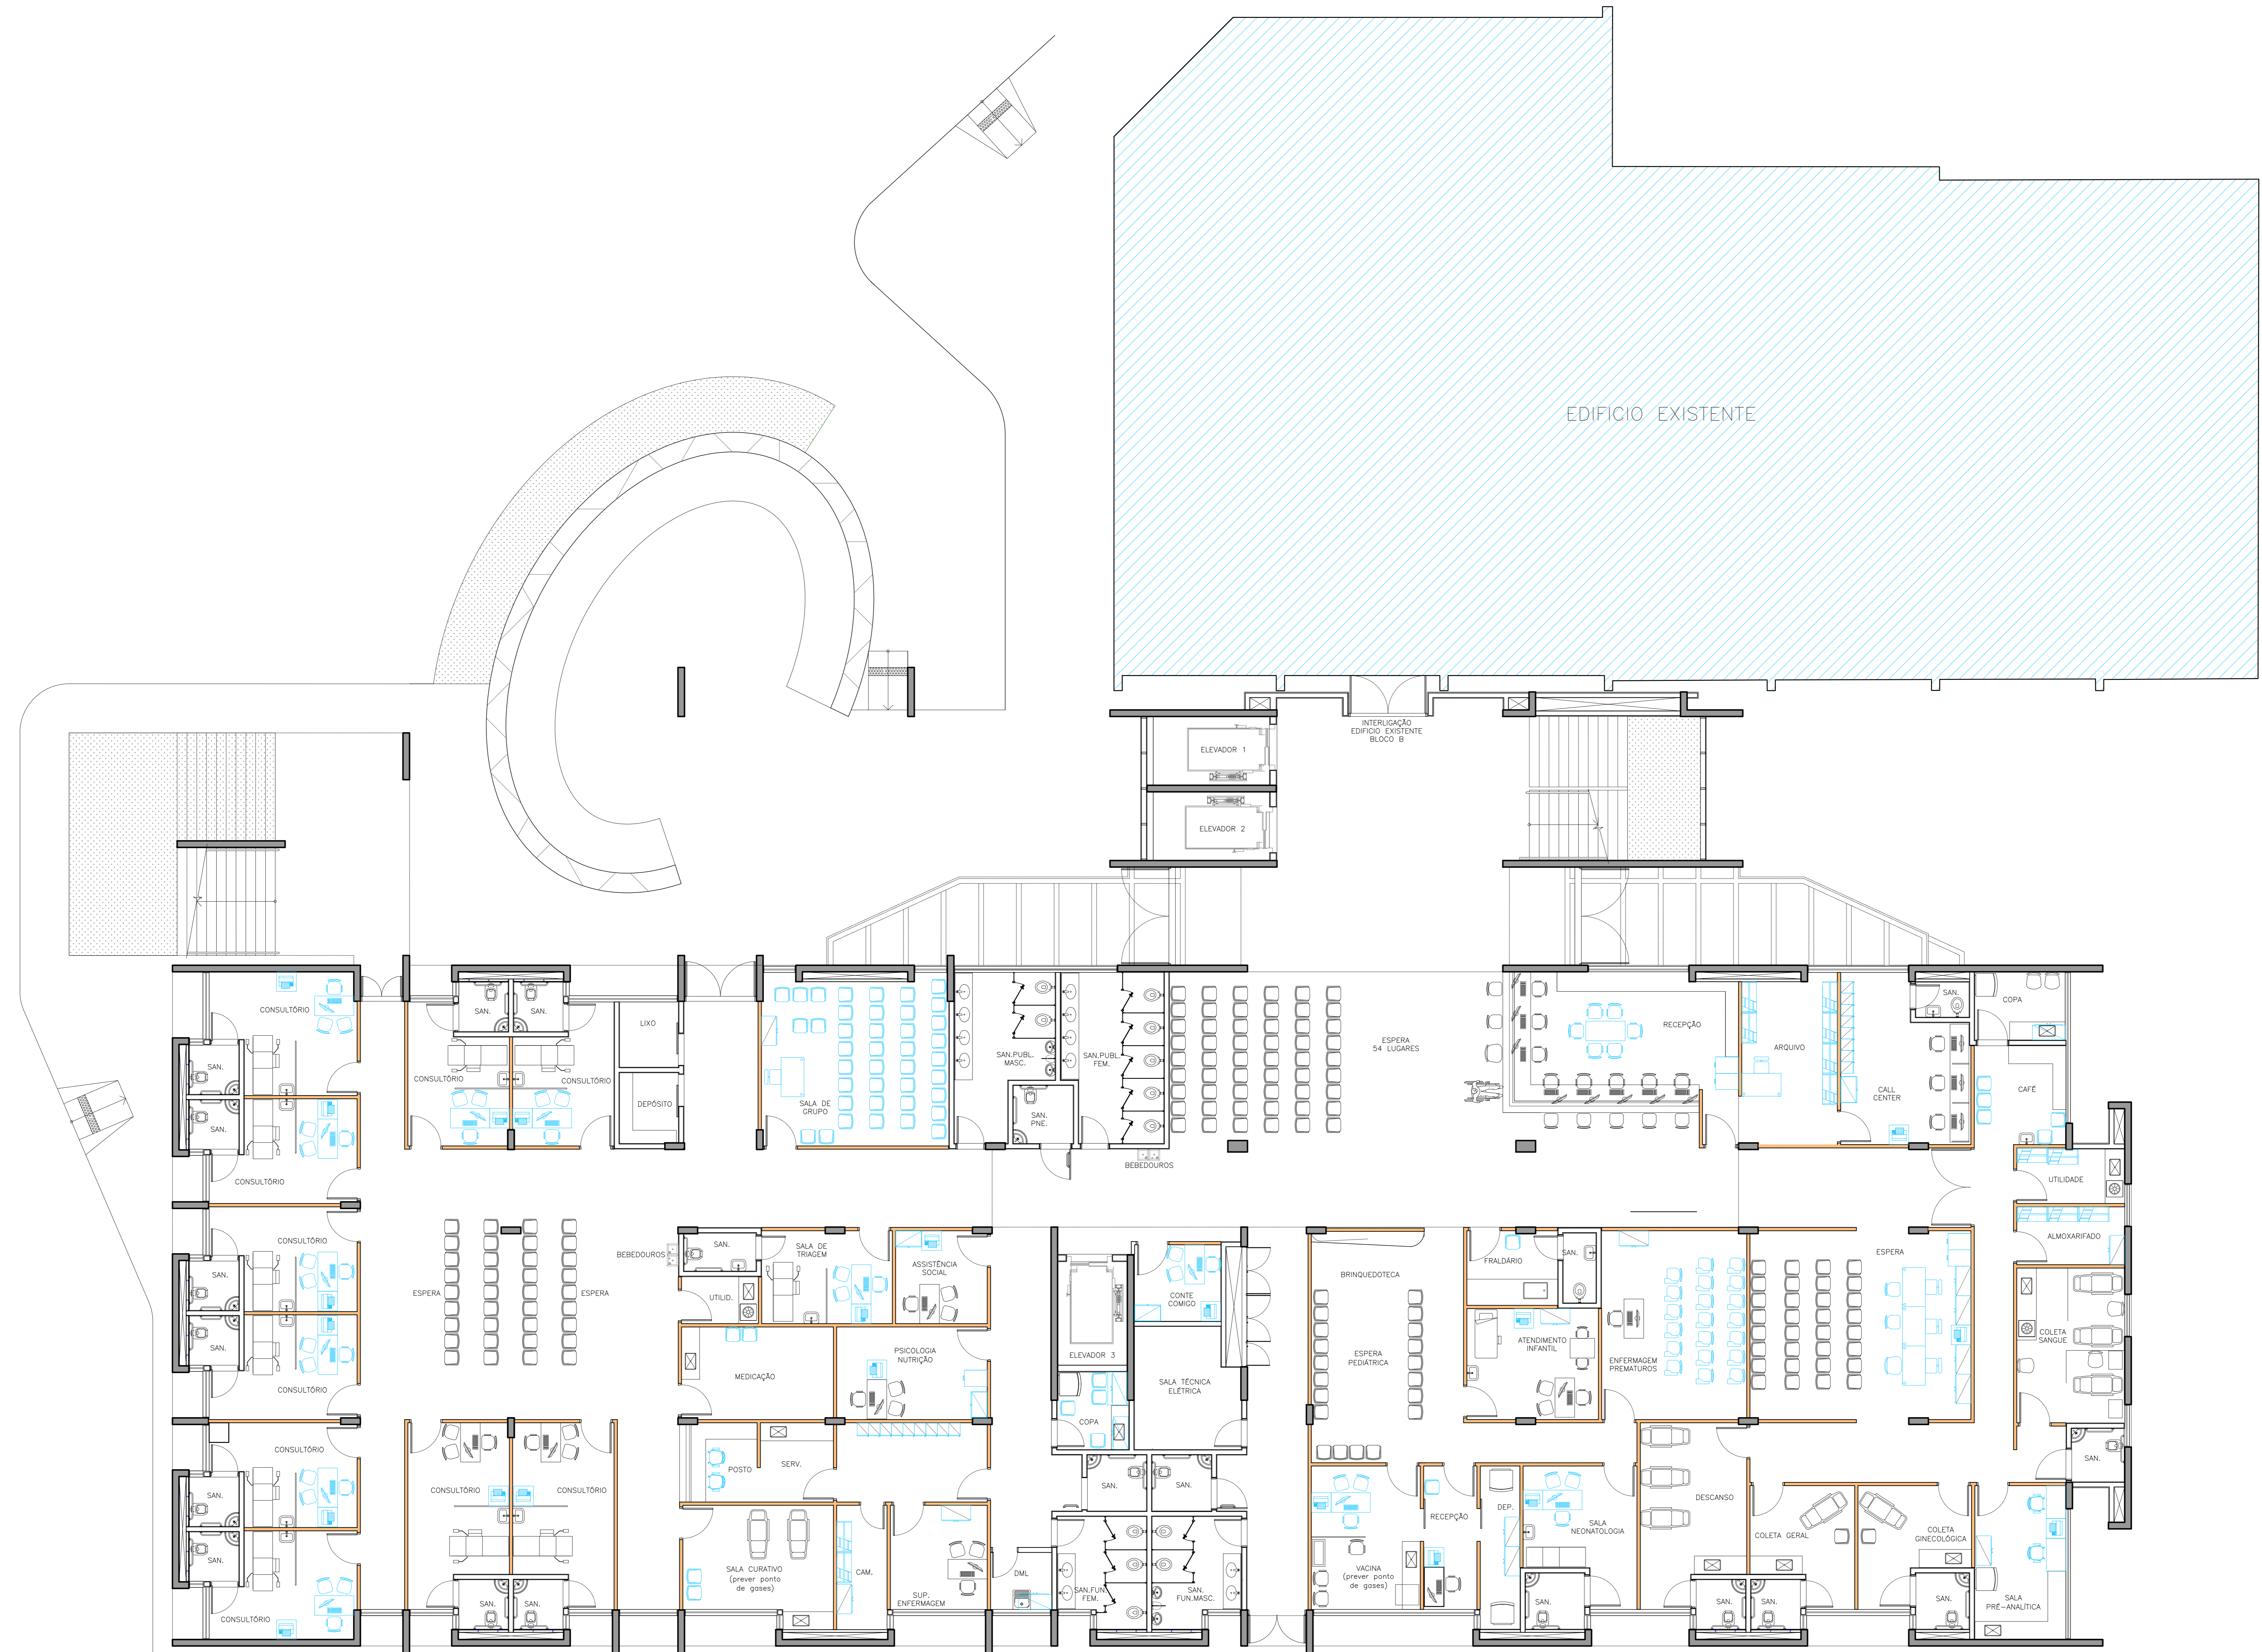 EDIFICIO EXISTENTE
INTERLIGAÇÃO
EDIFICIO EXISTENTE
BLOCO B
ELEVADOR 1
ELEVADOR 2
CONSULTÓRIO
SAN.
SAN.
CONSULTÓRIO
SAN.
SAN.
CONSULTÓRIO
CONSULTÓRIO
LIXO
DEPÓSITO
SALA DE
GRUPO
SAN.PUBL.
MASC.
SAN.
PNE.
SAN.PUBL.
FEM.
BEBEDOUROS
ESPERA
54 LUGARES
RECEPÇÃO
ARQUIVO
CALL
CENTER
SAN.
COPA
CAFÉ
UTILIDADE
ALMOXARIFADO
CONSULTÓRIO
SAN.
SAN.
CONSULTÓRIO
ESPERA
ESPERA
BEBEDOUROS
SAN.
SALA DE
TRIAGEM
UTILID.
ASSISTÊNCIA
SOCIAL
MEDICAÇÃO
PSICOLOGIA
NUTRIÇÃO
ELEVADOR 3
CONTE
COMIGO
SALA TÉCNICA
ELÉTRICA
COPA
BRINQUEDOTECA
ESPERA
PEDIÁTRICA
FRALDÁRIO
SAN.
ATENDIMENTO
INFANTIL
ENFERMAGEM
PREMATUROS
ESPERA
COLETA
SANGUE
SAN.
CONSULTÓRIO
SAN.
SAN.
CONSULTÓRIO
CONSULTÓRIO
CONSULTÓRIO
SAN.
SAN.
POSTO
SERV.
SALA CURATIVO
(prever ponto
de gases)
CAM.
SUP.
ENFERMAGEM
DML
SAN.
SAN.
SAN.FUN.
FEM.
SAN.
FUN.MASC.
VACINA
(prever ponto
de gases)
RECEPÇÃO
DEP.
SALA
NEONATOLOGIA
SAN.
DESCANSO
SAN.
SAN.
COLETA GERAL
COLETA
GINECOLÓGICA
SAN.
SALA
PRÉ-ANALÍTICA